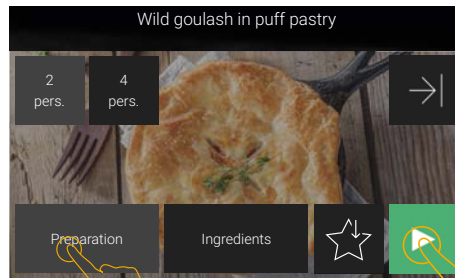 Wild goulash in puff pastry
2
pers.
4
pers.
Preparation
Ingredients